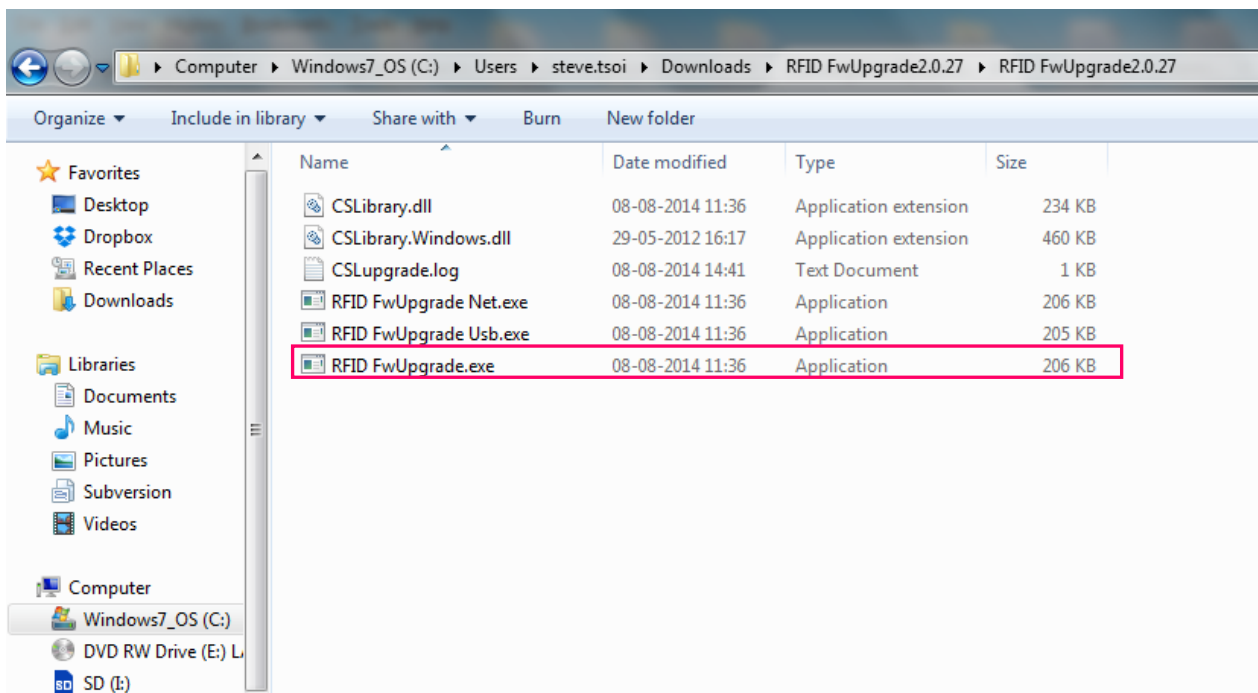 Computer Windows7_OS (C:) Users steve.tsoi Downloads RFID FwUpgrade2.0.27 RFID FwUpgrade2.0.27
Organize Include in library Share with Burn New folder
Favorites
Desktop
Dropbox
Recent Places
Downloads
Libraries
Documents
Music
Pictures
Subversion
Videos
Computer
Windows7_OS (C:)
DVD RW Drive (E:)
SD (I:)
Name Date modified Type Size
CSLibrary.dll 08-08-2014 11:36 Application extension 234 KB
CSLibrary.Windows.dll 29-05-2012 16:17 Application extension 460 KB
CSLupgrade.log 08-08-2014 14:41 Text Document 1 KB
RFID FwUpgrade Net.exe 08-08-2014 11:36 Application 206 KB
RFID FwUpgrade Usb.exe 08-08-2014 11:36 Application 205 KB
RFID FwUpgrade.exe 08-08-2014 11:36 Application 206 KB